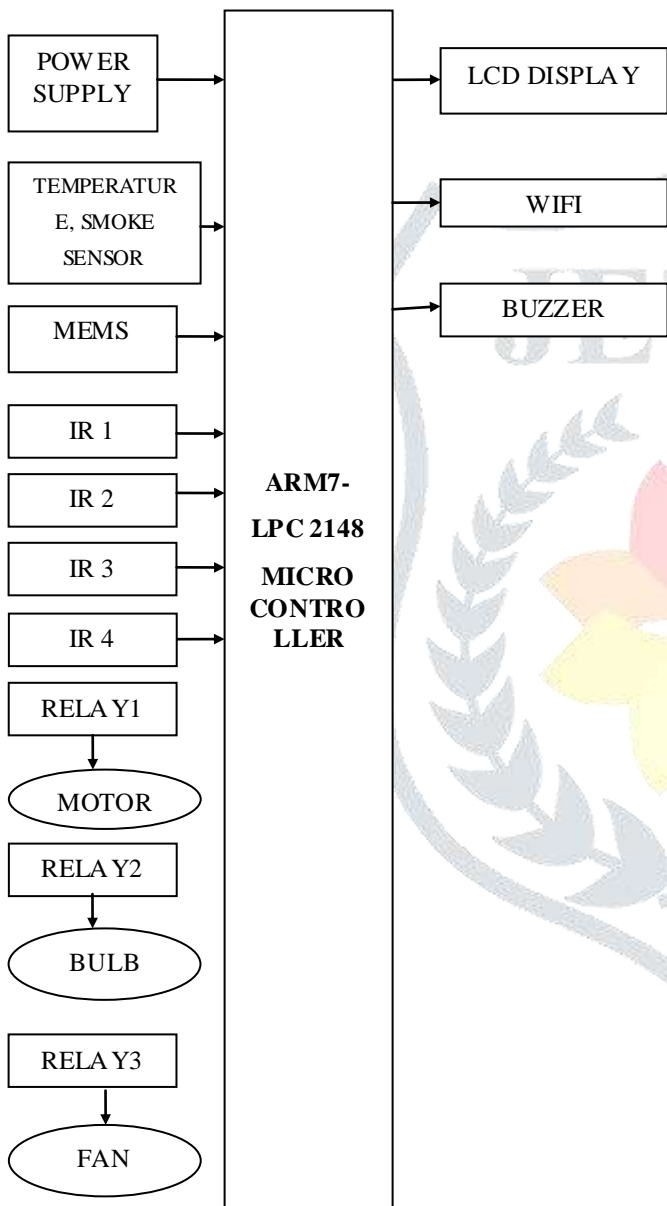 POWER
SUPPLY
TEMPERATUR
E, SMOKE
SENSOR
MEMS
IR 1
IR 2
IR 3
IR 4
RELAY1
MOTOR
RELAY2
BULB
RELAY3
FAN
ARM7-
LPC 2148
MICRO
CONTRO
LLER
LCD DISPLAY
WIFI
BUZZER
JE